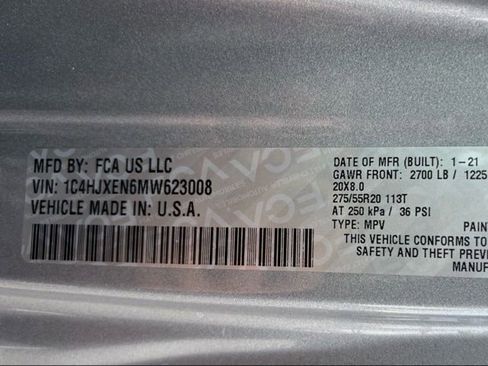 MFD BY: FCA US LLC
VIN: 1C4HJXEN6MW623008
VEHICLE MADE IN: U.S.A.
DATE OF MFR (BUILT): 1-21
GAWR FRONT: 2700 LB / 1225
20X8.0
275/55R20 113T
AT 250 kPa / 36 PSI
TYPE: MPV PAIN
THIS VEHICLE CONFORMS TO
SAFETY AND THEFT PREVE
MANUF